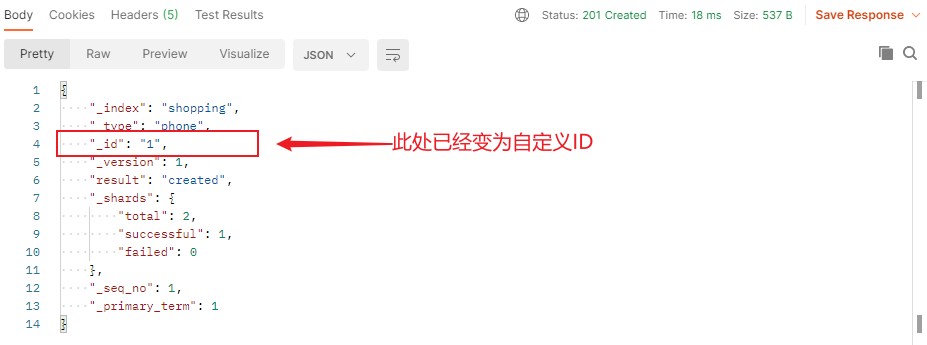 Body Cookies Headers (5) Test Results Status: 201 Created Time: 18 ms Size: 537 B Save Response
Pretty Raw Preview Visualize JSON
1 {
2 "_index": "shopping",
3 "_type": "phone",
4 "_id": "1", 此处已经变为自定义ID
5 "_version": 1,
6 "result": "created",
7 "_shards": {
8 "total": 2,
9 "successful": 1,
10 "failed": 0
11 },
12 "_seq_no": 1,
13 "_primary_term": 1
14 }